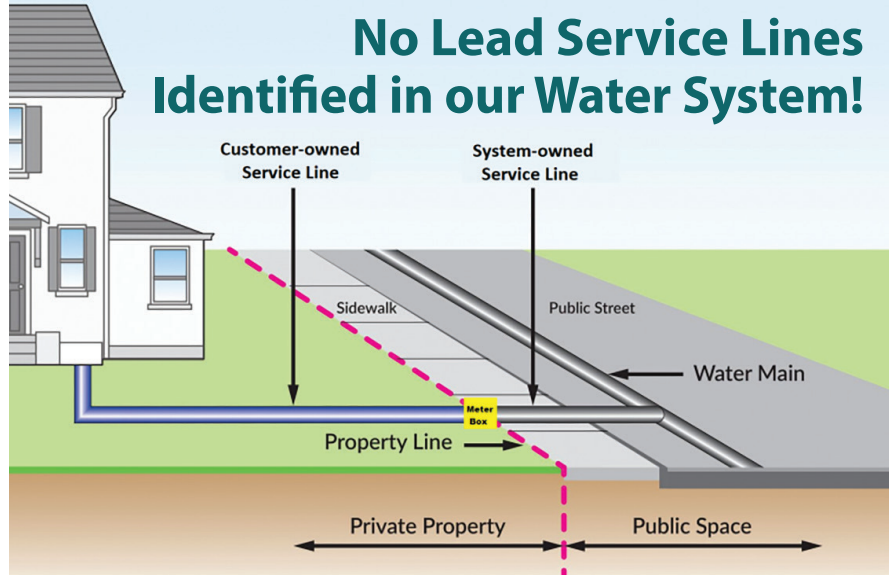 No Lead Service Lines
Identified in our Water System!
Customer-owned
Service Line
System-owned
Service Line
Sidewalk
Public Street
Water Main
Meter
Box
Property Line
Private Property
Public Space